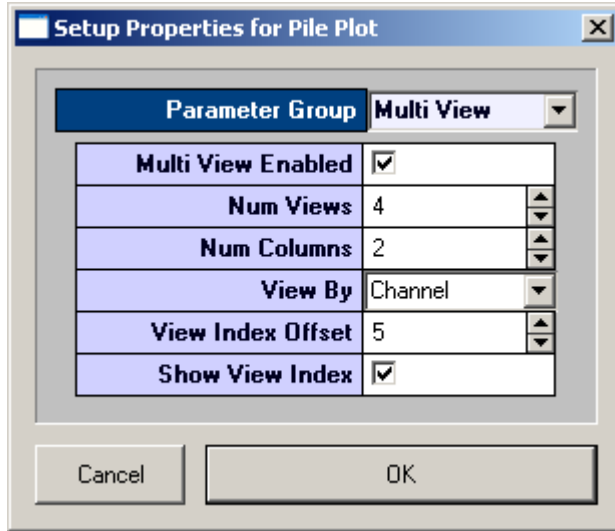 Setup Properties for Pile Plot
Parameter Group Multi View
Multi View Enabled
Num Views 4
Num Columns 2
View By Channel
View Index Offset 5
Show View Index
Cancel OK